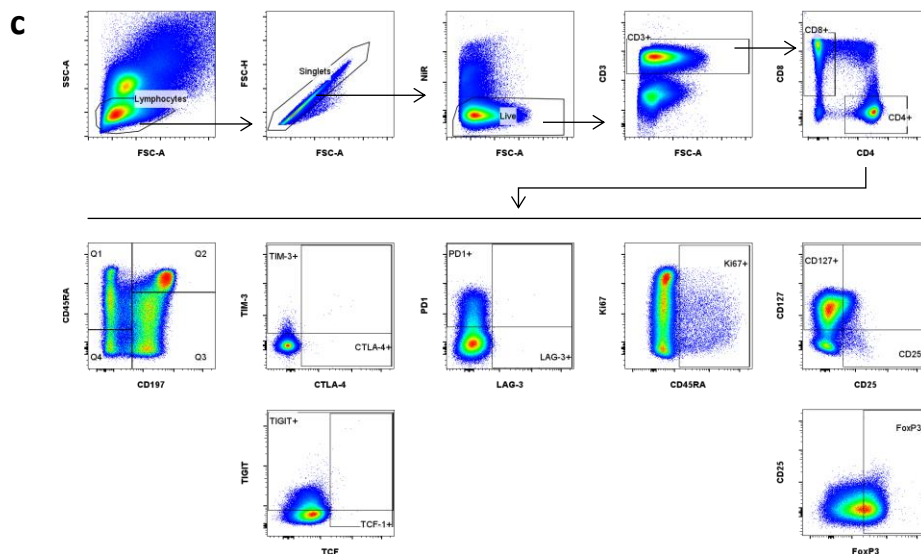 c
SSC-A
Lymphocytes
FSC-A
FSC-H
Singlets
FSC-A
NIR
Live
FSC-A
CD3
CD3+
FSC-A
CD8
CD8+
CD4+
CD4
CD45RA
Q1
Q2
Q4
Q3
CD197
TIM-3
TIM-3+
CTLA-4+
CTLA-4
PD1
PD1+
LAG-3+
LAG-3
Ki67
Ki67+
CD45RA
CD127
CD127+
CD25
CD25
TIGIT
TIGIT+
TCF-1+
TCF
CD25
FoxP3
FoxP3